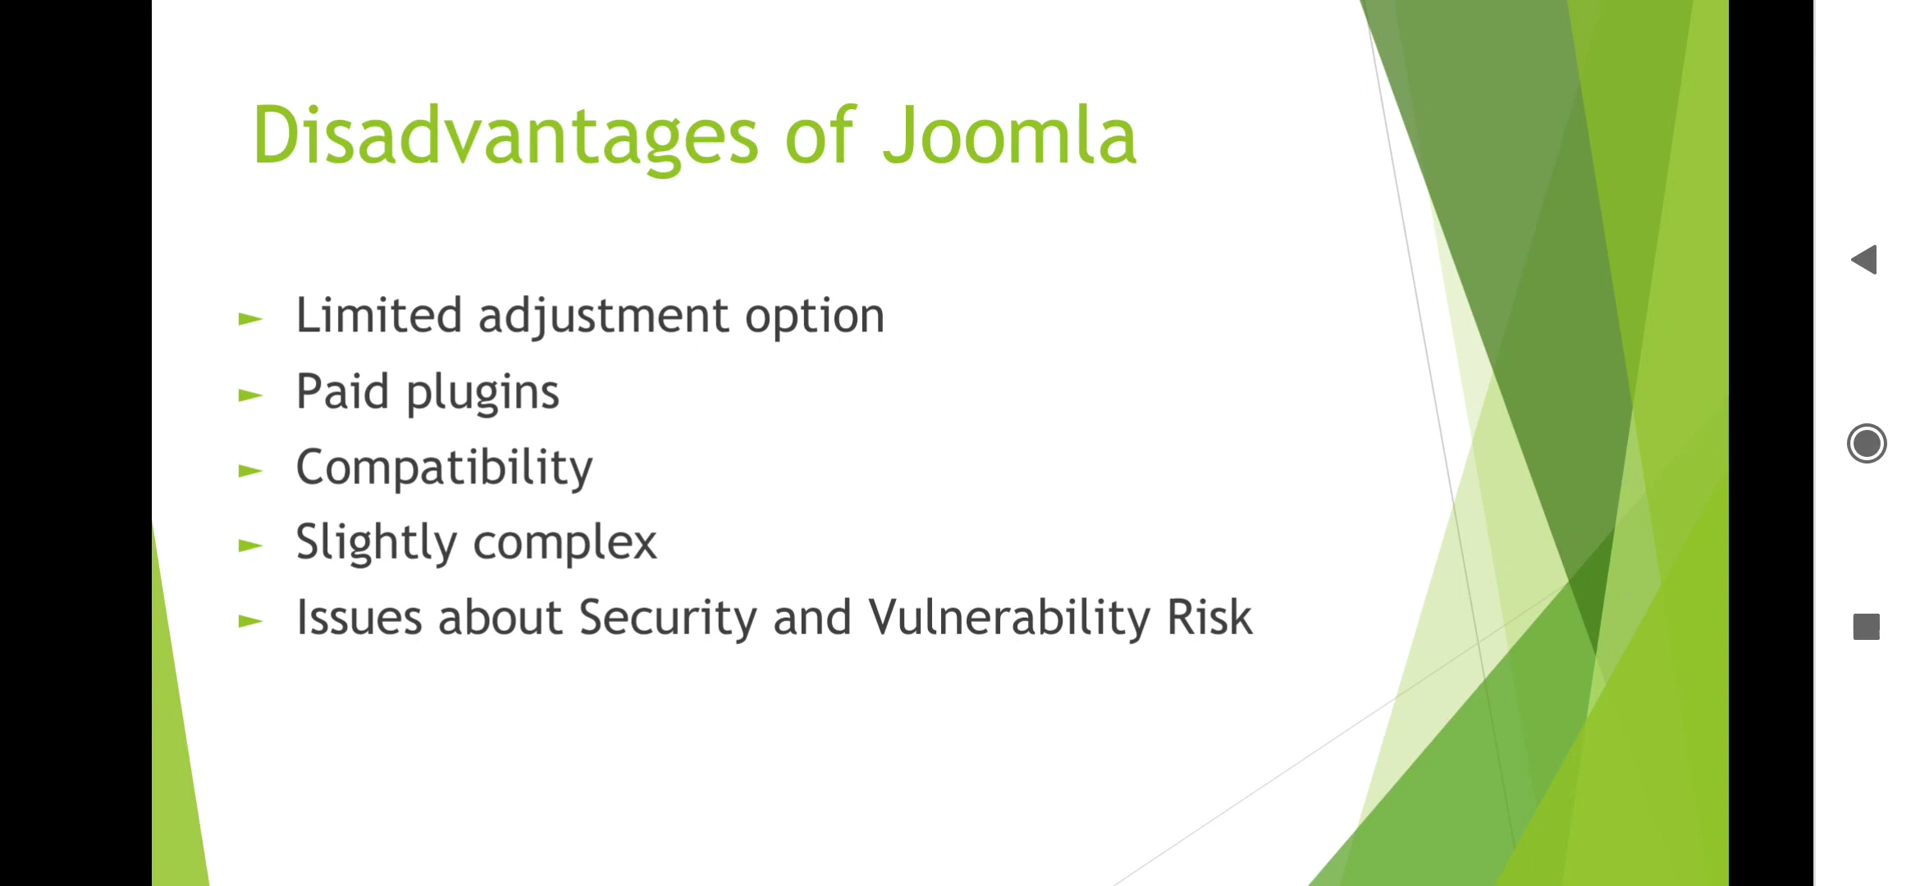 Disadvantages of Joomla
► Limited adjustment option
► Paid plugins
► Compatibility
► Slightly complex
► Issues about Security and Vulnerability Risk